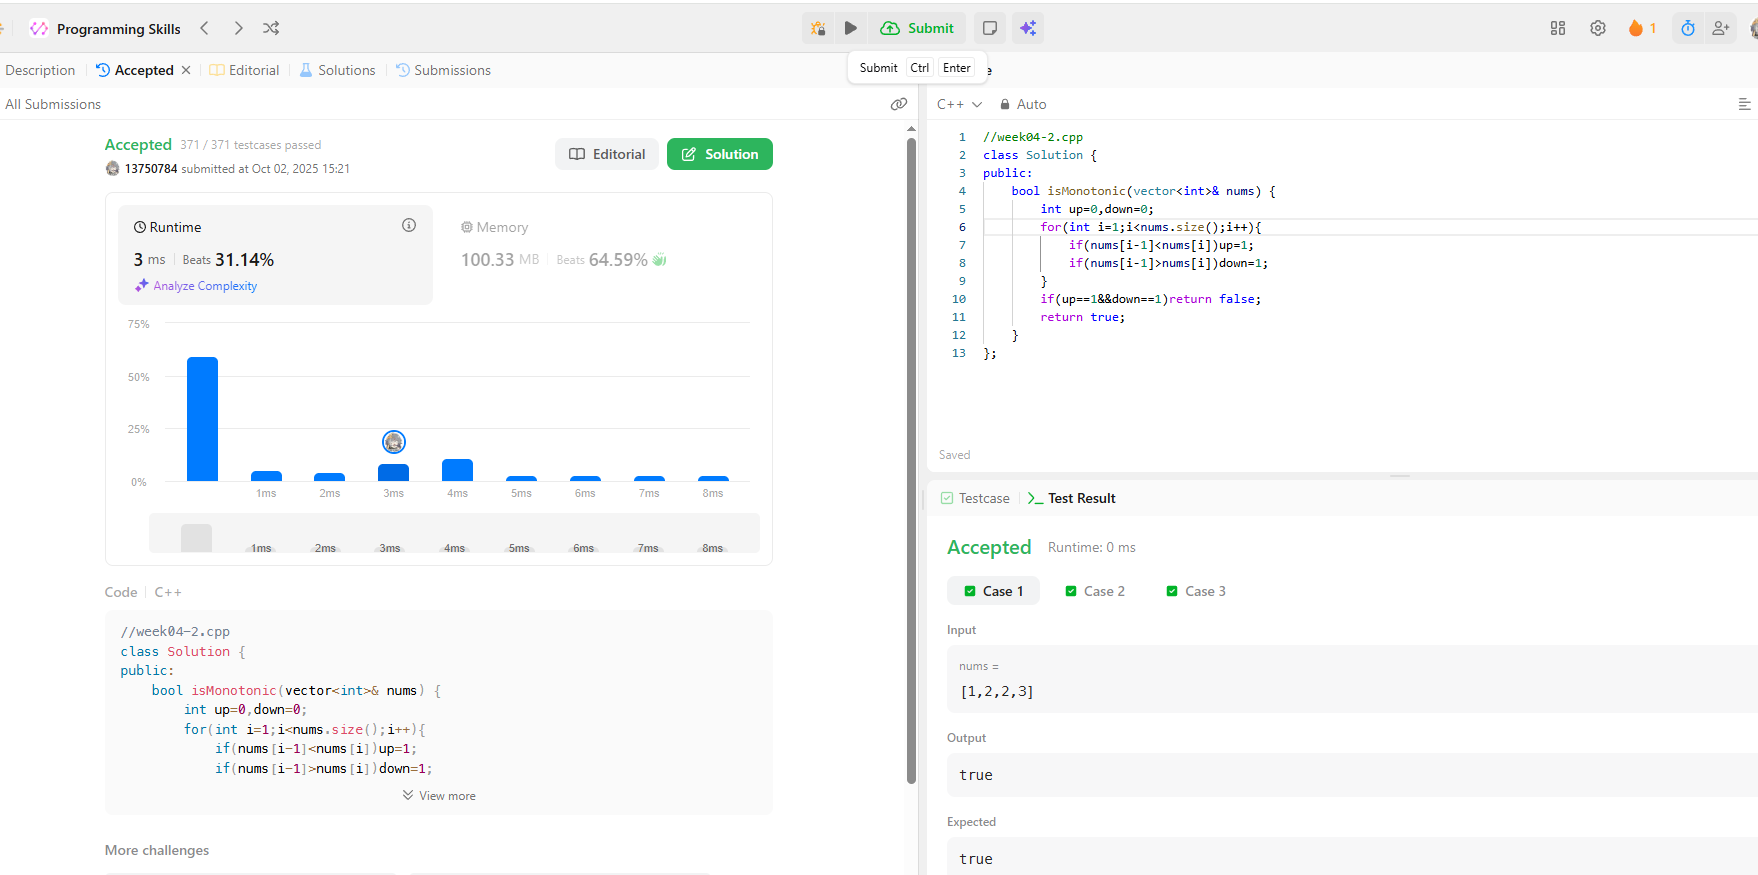 Programming Skills
Submit
1
Description
Accepted
Editorial
Solutions
Submissions
Submit Ctrl Enter
e
All Submissions
C++
Auto
Accepted 371 / 371 testcases passed
13750784 submitted at Oct 02, 2025 15:21
Editorial
Solution
Runtime
3 ms Beats 31.14%
Analyze Complexity
Memory
100.33 MB Beats 64.59%
75%
50%
25%
0%
1ms 2ms 3ms 4ms 5ms 6ms 7ms 8ms
1ms 2ms 3ms 4ms 5ms 6ms 7ms 8ms
Code C++
//week04-2.cpp
class Solution {
public:
    bool isMonotonic(vector<int>& nums) {
        int up=0,down=0;
        for(int i=1;i<nums.size();i++){
            if(nums[i-1]<nums[i])up=1;
            if(nums[i-1]>nums[i])down=1;
View more
More challenges
1 //week04-2.cpp
2 class Solution {
3 public:
4     bool isMonotonic(vector<int>& nums) {
5         int up=0,down=0;
6         for(int i=1;i<nums.size();i++){
7             if(nums[i-1]<nums[i])up=1;
8             if(nums[i-1]>nums[i])down=1;
9         }
10         if(up==1&&down==1)return false;
11         return true;
12     }
13 };
Saved
Testcase
Test Result
Accepted Runtime: 0 ms
Case 1 Case 2 Case 3
Input
nums =
[1,2,2,3]
Output
true
Expected
true